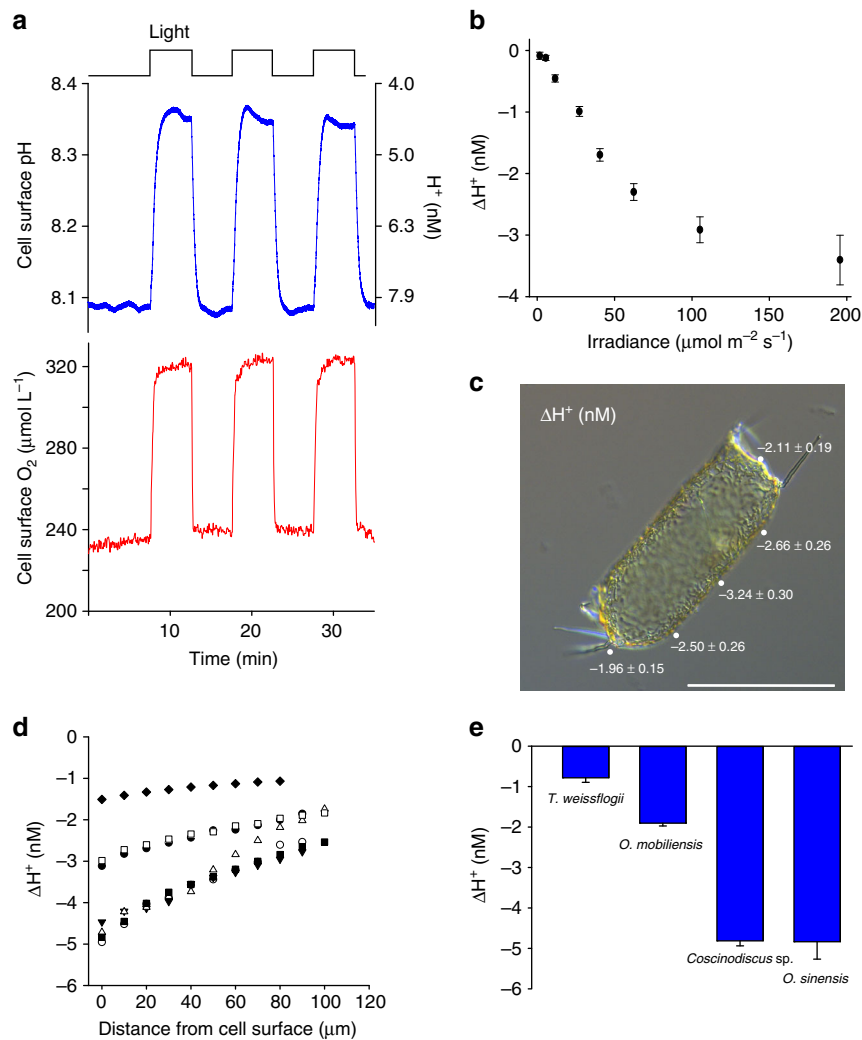 a
Light
8.4
8.3
8.2
8.1
Cell surface pH
4.0
5.0
6.3
7.9
H⁺ (nM)
320
280
240
200
Cell surface O₂ (μmol L⁻¹)
10
20
30
Time (min)
b
0
−1
−2
−3
−4
ΔH⁺ (nM)
0
50
100
150
200
Irradiance (μmol m⁻² s⁻¹)
c
ΔH⁺ (nM)
−2.11 ± 0.19
−2.66 ± 0.26
−3.24 ± 0.30
−2.50 ± 0.26
−1.96 ± 0.15
d
0
−1
−2
−3
−4
−5
−6
ΔH⁺ (nM)
0
20
40
60
80
100
120
Distance from cell surface (μm)
e
0
−1
−2
−3
−4
−5
−6
ΔH⁺ (nM)
T. weissflogii
O. mobiliensis
Coscinodiscus sp.
O. sinensis